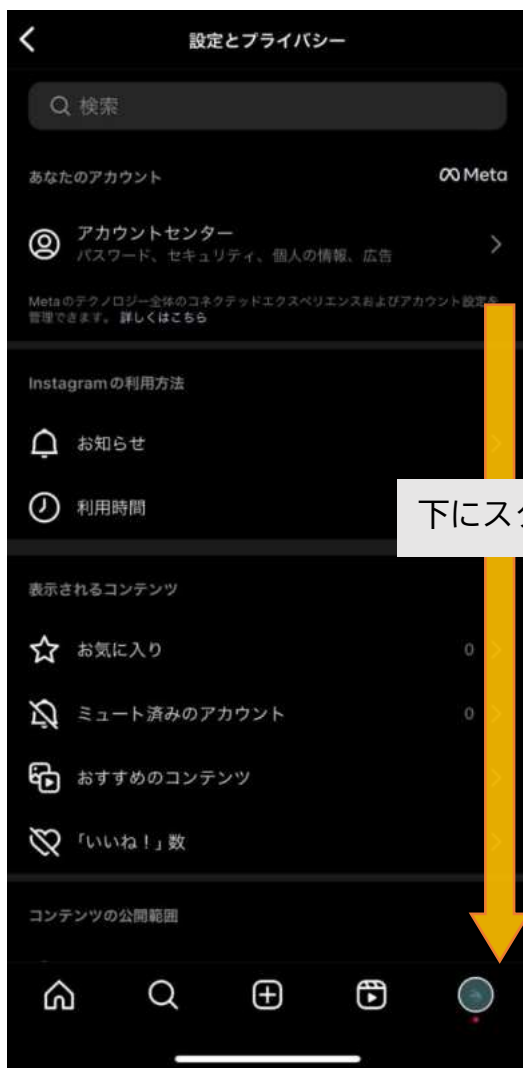 設定とプライバシー
検索
あなたのアカウント
Meta
アカウントセンター
パスワード、セキュリティ、個人の情報、広告
Metaのテクノロジー全体のコネクテッドエクスペリエンスおよびアカウント設定を
管理できます。詳しくはこちら
Instagramの利用方法
お知らせ
利用時間
下にス
表示されるコンテンツ
お気に入り 0
ミュート済みのアカウント 0
おすすめのコンテンツ
「いいね！」数
コンテンツの公開範囲